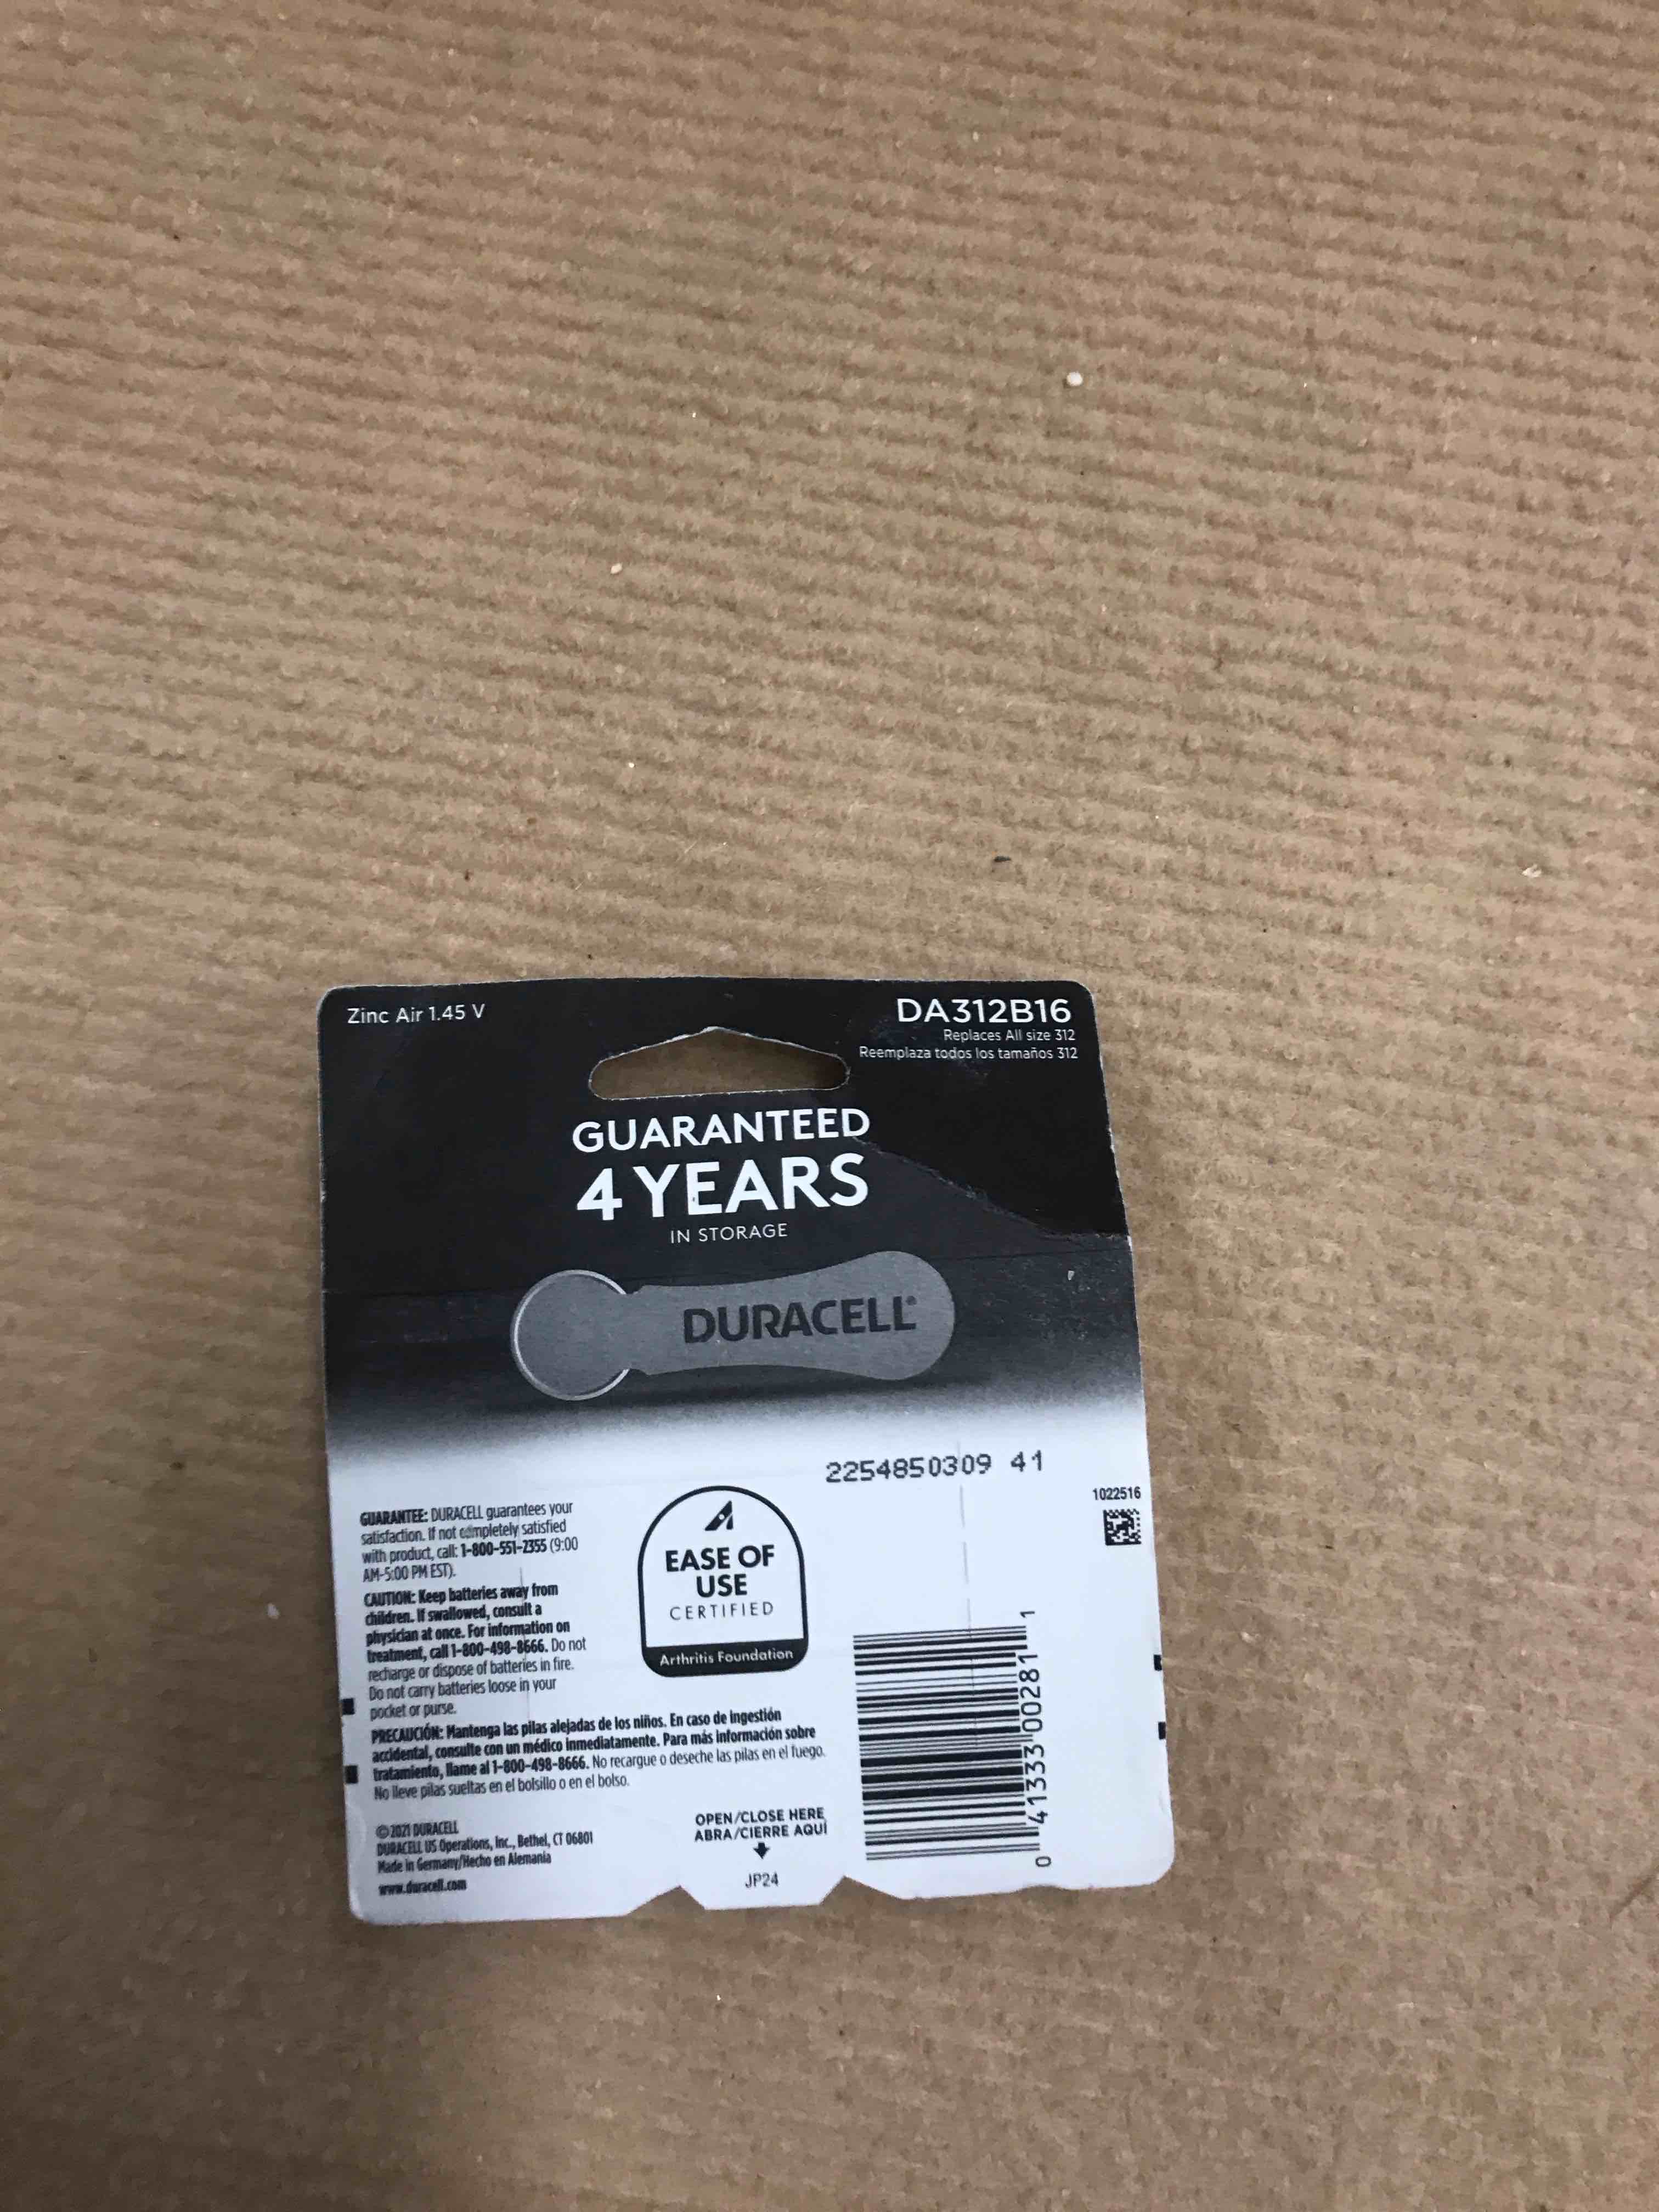 Zinc Air 1.45 V
DA312B16
Replaces All size 312
Reemplaza todos los tamaños 312
GUARANTEED
4 YEARS
IN STORAGE
DURACELL®
2254850309 41
1022516
GUARANTEE: DURACELL guarantees your
satisfaction. If not completely satisfied
with product, call: 1-800-551-2355 (9:00
AM-5:00 PM EST).
CAUTION: Keep batteries away from
children. If swallowed, consult a
physician at once. For information on
treatment, call 1-800-498-8666. Do not
recharge or dispose of batteries in fire.
Do not carry batteries loose in your
pocket or purse.
EASE OF
USE
CERTIFIED
Arthritis Foundation
PRECAUCIÓN: Mantenga las pilas alejadas de los niños. En caso de ingestión
accidental, consulte con un médico inmediatamente. Para más información sobre
tratamiento, llame al 1-800-498-8666. No recargue o deseche las pilas en el fuego.
No lleve pilas sueltas en el bolsillo o en el bolso.
©2021 DURACELL
DURACELL US Operations, Inc., Bethel, CT 06801
Made in Germany/Hecho en Alemania
www.duracell.com
OPEN/CLOSE HERE
ABRA/CIERRE AQUÍ
JP24
0 41333 00281 1